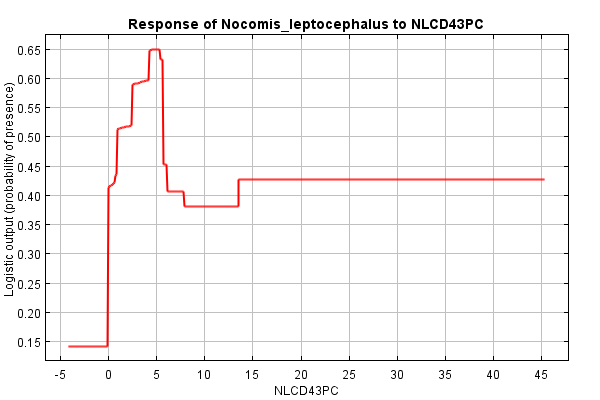 Response of Nocomis_leptocephalus to NLCD43PC
Logistic output (probability of presence)
0.65
0.60
0.55
0.50
0.45
0.40
0.35
0.30
0.25
0.20
0.15
-5 0 5 10 15 20 25 30 35 40 45
NLCD43PC